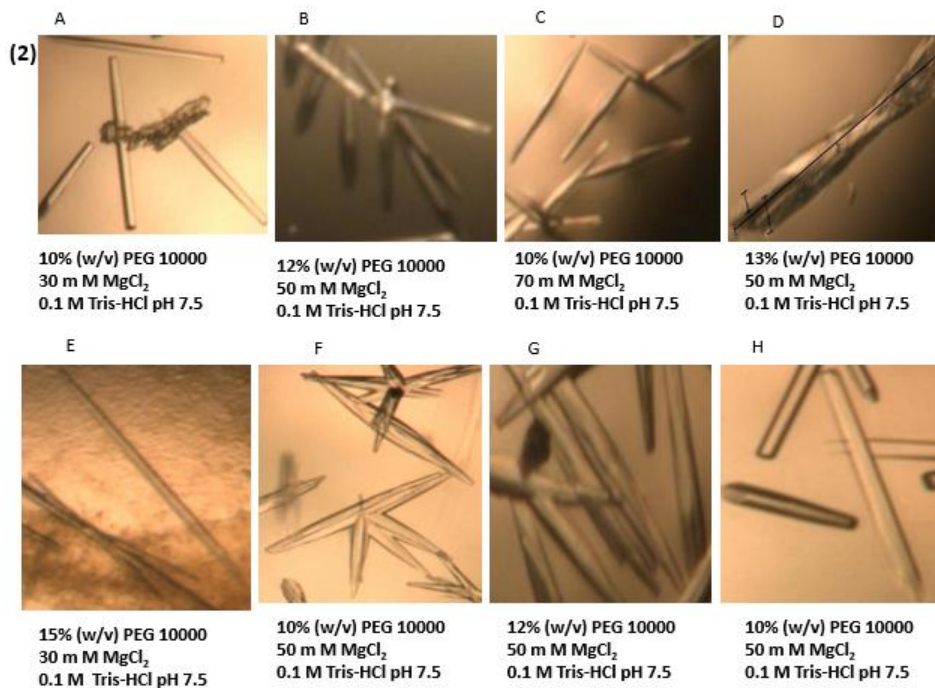 A
B
C
D
(2)
10% (w/v) PEG 10000
30 m M MgCl₂
0.1 M Tris-HCl pH 7.5
12% (w/v) PEG 10000
50 m M MgCl₂
0.1 M Tris-HCl pH 7.5
10% (w/v) PEG 10000
70 m M MgCl₂
0.1 M Tris-HCl pH 7.5
13% (w/v) PEG 10000
50 m M MgCl₂
0.1 M Tris-HCl pH 7.5
E
F
G
H
15% (w/v) PEG 10000
30 m M MgCl₂
0.1 M Tris-HCl pH 7.5
10% (w/v) PEG 10000
50 m M MgCl₂
0.1 M Tris-HCl pH 7.5
12% (w/v) PEG 10000
50 m M MgCl₂
0.1 M Tris-HCl pH 7.5
10% (w/v) PEG 10000
50 m M MgCl₂
0.1 M Tris-HCl pH 7.5